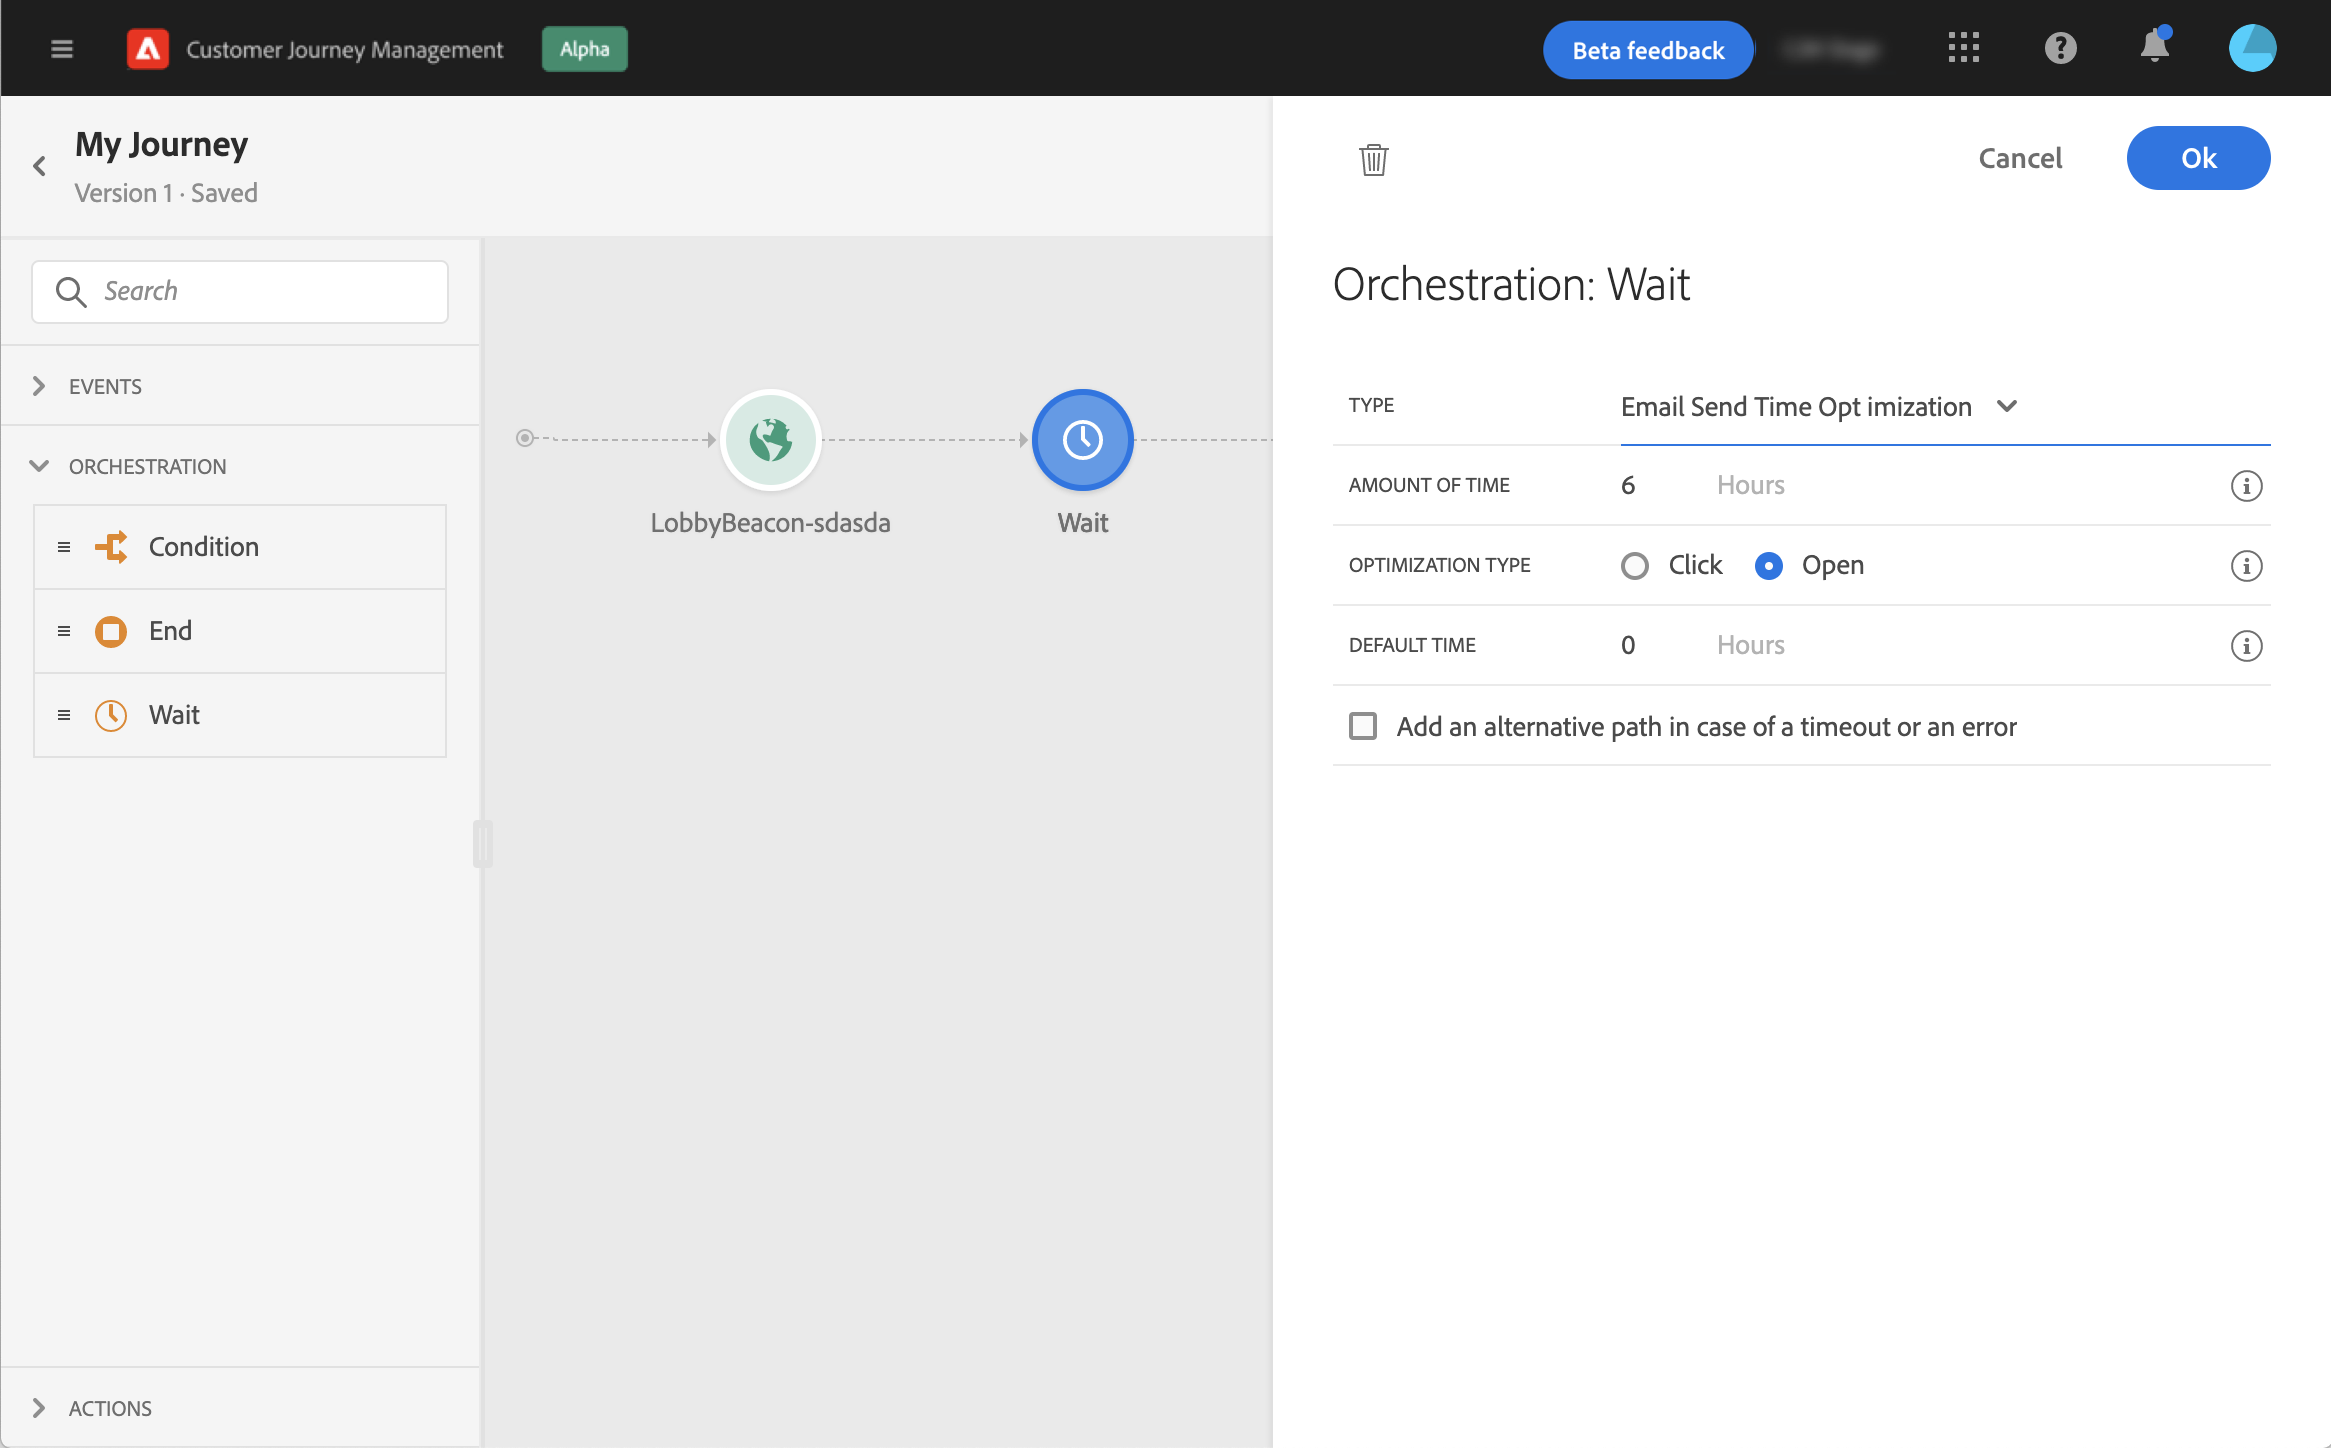 Customer Journey Management
Alpha
Beta feedback
My Journey
Version 1 · Saved
Cancel
Ok
Search
Orchestration: Wait
EVENTS
TYPE
Email Send Time Opt imization
ORCHESTRATION
AMOUNT OF TIME
6
Hours
LobbyBeacon-sdasda
Wait
Condition
OPTIMIZATION TYPE
Click
Open
End
DEFAULT TIME
0
Hours
Wait
Add an alternative path in case of a timeout or an error
ACTIONS